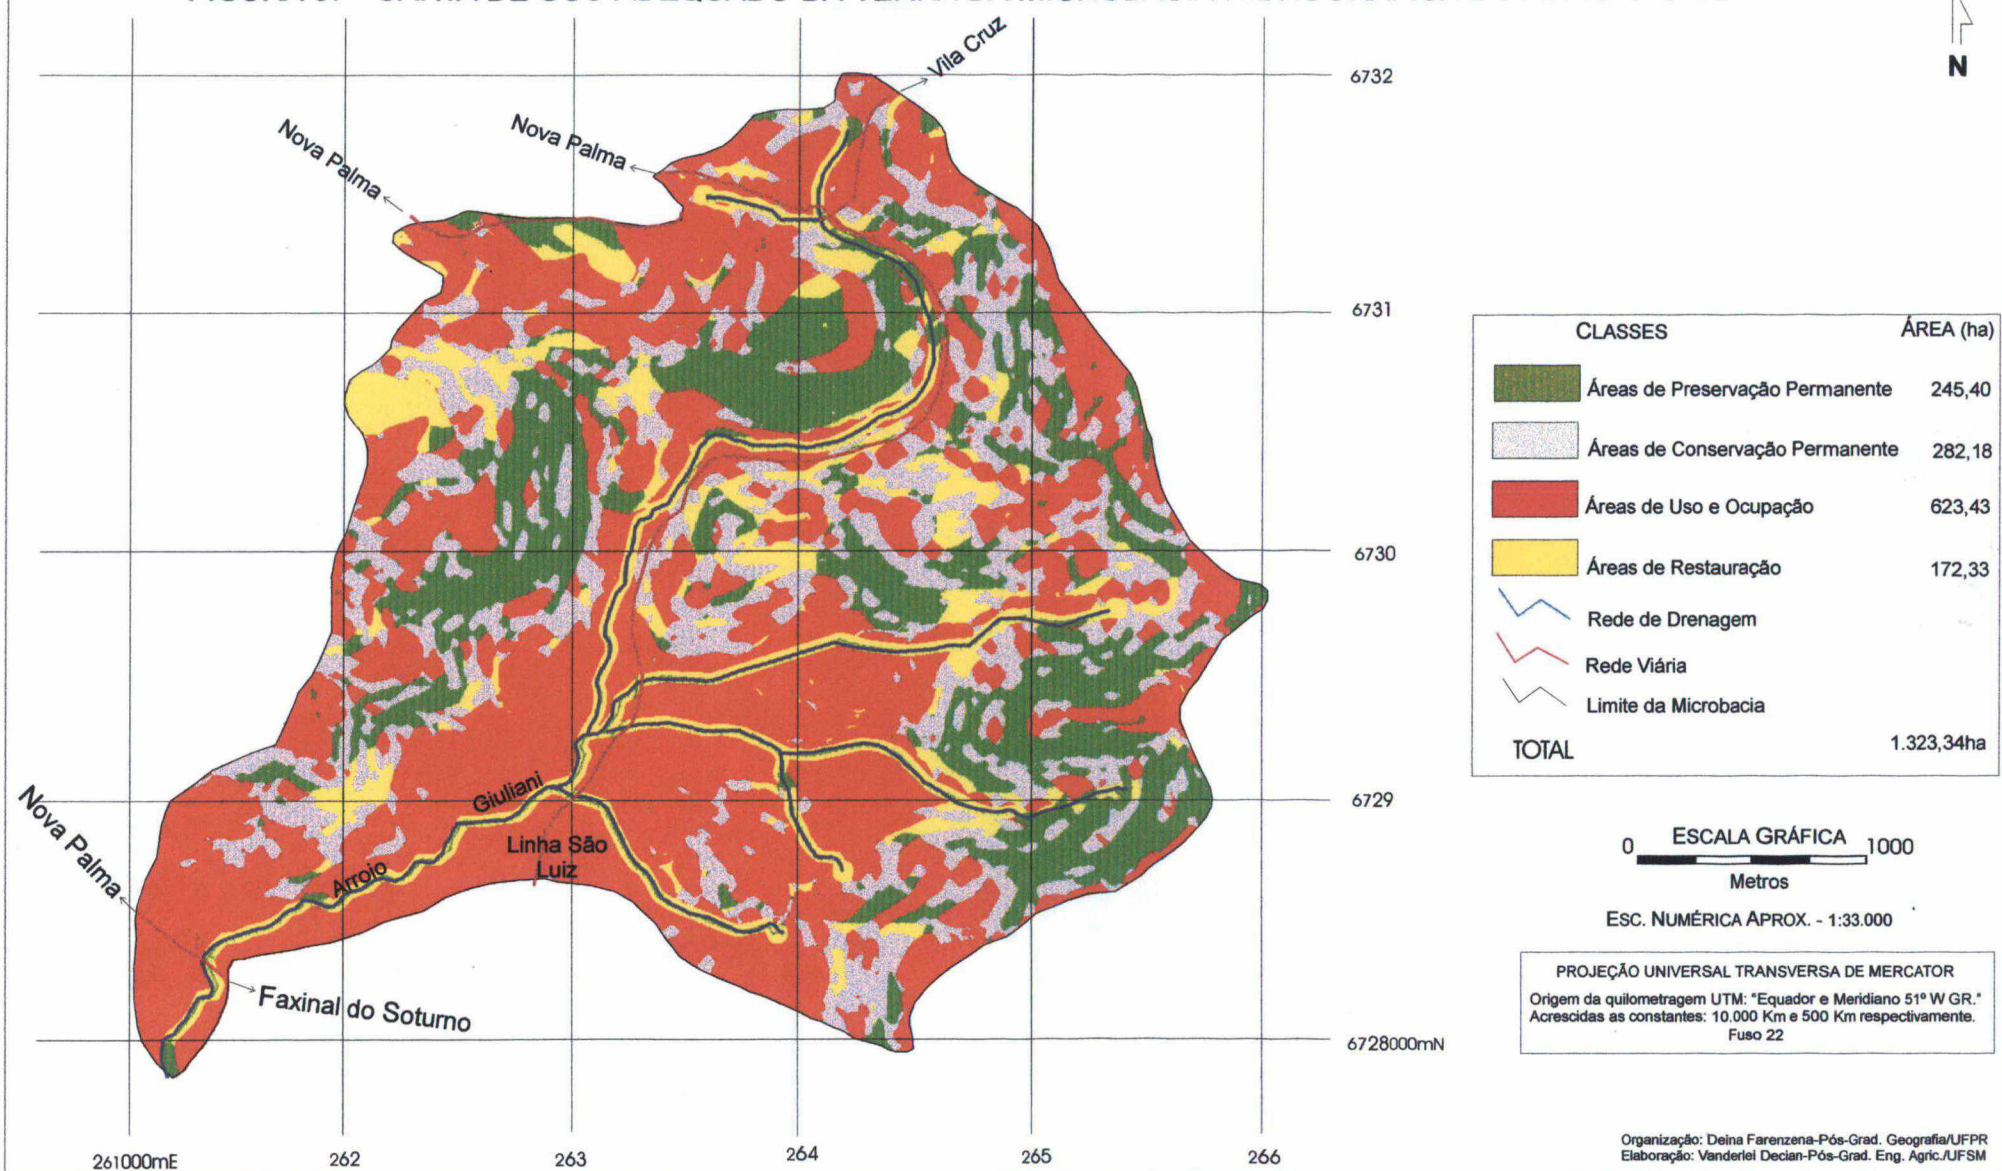 N
Vila Cruz
Nova Palma
Nova Palma
6732
6731
6730
6729
6728000mN
CLASSES ÁREA (ha)
Áreas de Preservação Permanente 245,40
Áreas de Conservação Permanente 282,18
Áreas de Uso e Ocupação 623,43
Áreas de Restauração 172,33
Rede de Drenagem
Rede Viária
Limite da Microbacia
TOTAL 1.323,34ha
Giuliani
Arroio
Linha São
Luiz
Nova Palma
Faxinal do Soturno
0 ESCALA GRÁFICA 1000
Metros
ESC. NUMÉRICA APROX. - 1:33.000
PROJEÇÃO UNIVERSAL TRANSVERSA DE MERCATOR
Origem da quilometragem UTM: "Equador e Meridiano 51º W GR."
Acrescidas as constantes: 10.000 Km e 500 Km respectivamente.
Fuso 22
261000mE 262 263 264 265 266
Organização: Deina Farenzena-Pós-Grad. Geografia/UFPR
Elaboração: Vanderlei Decian-Pós-Grad. Eng. Agric./UFSM